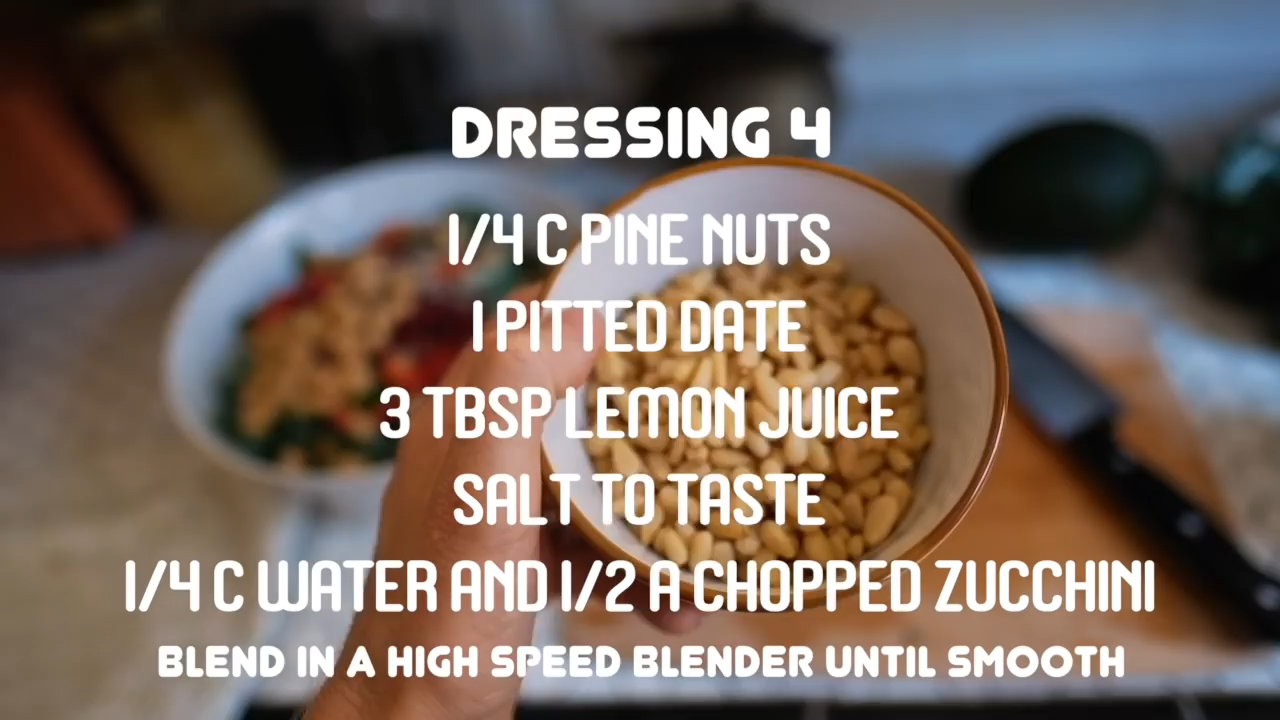 DRESSING 4
1/4 C PINE NUTS
1 PITTED DATE
3 TBSP LEMON JUICE
SALT TO TASTE
1/4 C WATER AND 1/2 A CHOPPED ZUCCHINI
BLEND IN A HIGH SPEED BLENDER UNTIL SMOOTH